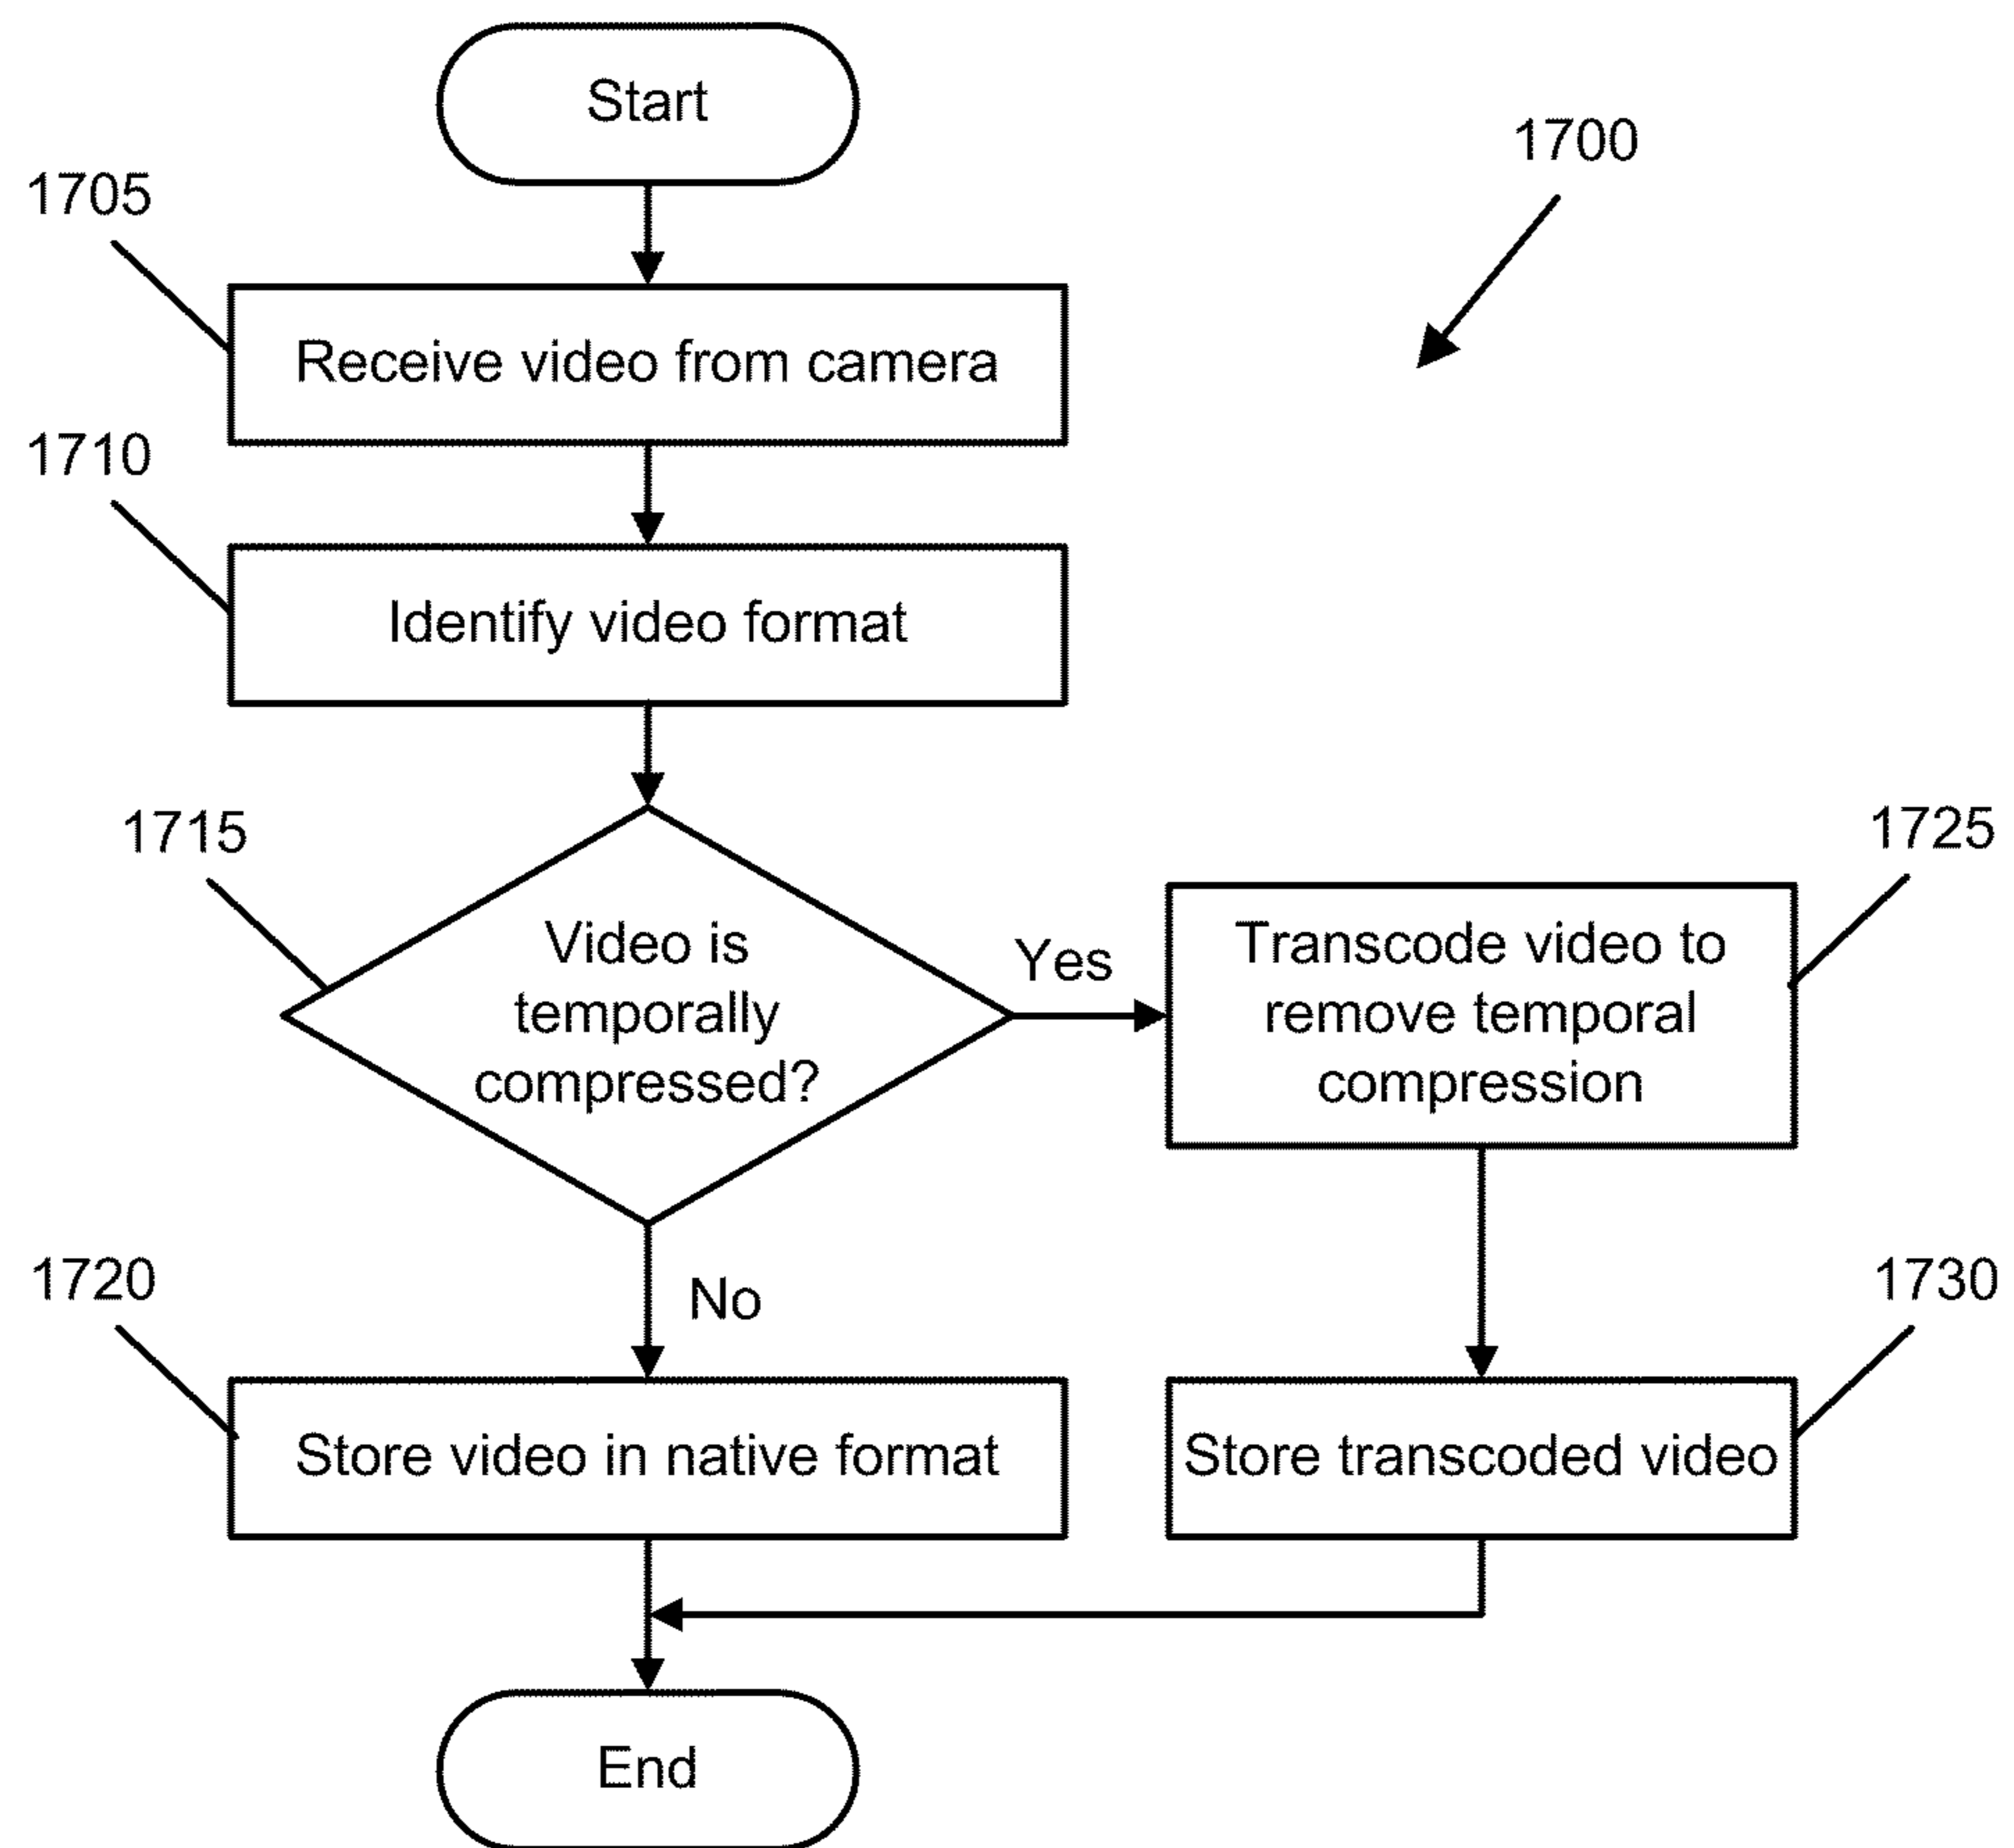 Start
1700
1705
Receive video from camera
1710
Identify video format
1715
Video is
temporally
compressed?
Yes
1725
Transcode video to
remove temporal
compression
No
1720
Store video in native format
1730
Store transcoded video
End